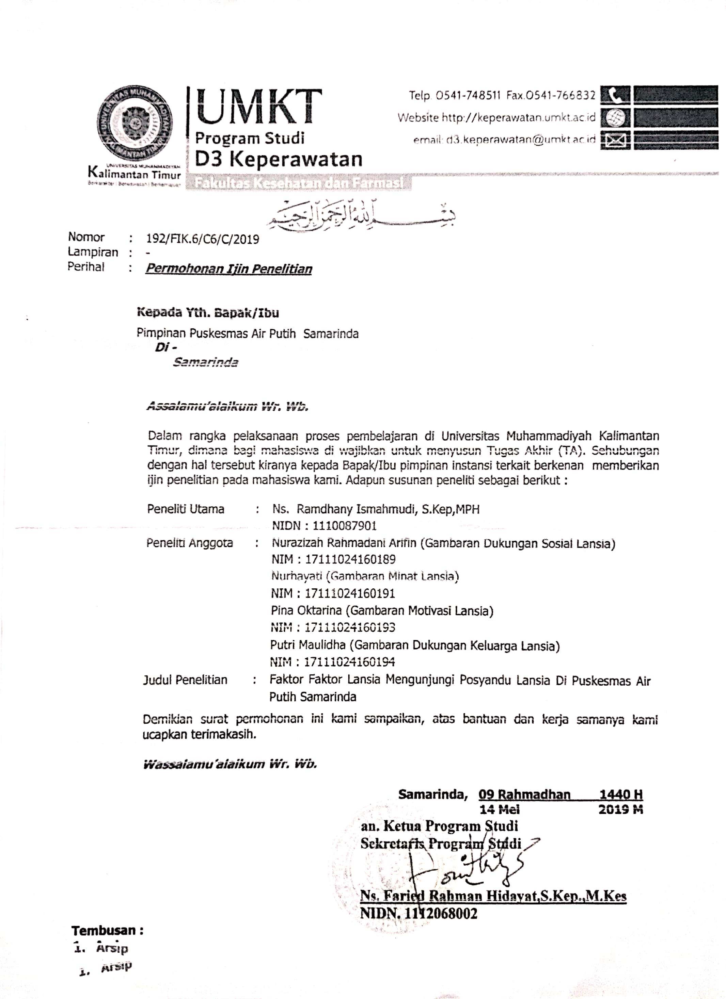 UNIVERSITAS MUHAMMADIYAH KALIMANTAN TIMUR
UNIVERSITAS MUHAMMADIYAH
Kalimantan Timur
Berkarakter | Berwawasan | Berkemajuan
UMKT
Program Studi
D3 Keperawatan
Fakultas Kesehatan dan Farmasi
Telp. 0541-748511 Fax.0541-766832
Website http://keperawatan.umkt.ac.id
email: d3.keperawatan@umkt.ac.id
بِسْمِ اللهِ الرَّحْمٰنِ الرَّحِيْمِ
Nomor : 192/FIK.6/C6/C/2019
Lampiran : -
Perihal : Permohonan Ijin Penelitian
Kepada Yth. Bapak/Ibu
Pimpinan Puskesmas Air Putih Samarinda
Di -
Samarinda
Assalamu'alaikum Wr. Wb.
Dalam rangka pelaksanaan proses pembelajaran di Universitas Muhammadiyah Kalimantan
Timur, dimana bagi mahasiswa di wajibkan untuk menyusun Tugas Akhir (TA). Sehubungan
dengan hal tersebut kiranya kepada Bapak/Ibu pimpinan instansi terkait berkenan memberikan
ijin penelitian pada mahasiswa kami. Adapun susunan peneliti sebagai berikut :
Peneliti Utama : Ns. Ramdhany Ismahmudi, S.Kep,MPH
NIDN : 1110087901
Peneliti Anggota : Nurazizah Rahmadani Arifin (Gambaran Dukungan Sosial Lansia)
NIM : 17111024160189
Nurhayati (Gambaran Minat Lansia)
NIM : 17111024160191
Pina Oktarina (Gambaran Motivasi Lansia)
NIM : 17111024160193
Putri Maulidha (Gambaran Dukungan Keluarga Lansia)
NIM : 17111024160194
Judul Penelitian : Faktor Faktor Lansia Mengunjungi Posyandu Lansia Di Puskesmas Air
Putih Samarinda
Demikian surat permohonan ini kami sampaikan, atas bantuan dan kerja samanya kami
ucapkan terimakasih.
Wassalamu'alaikum Wr. Wb.
Samarinda, 09 Rahmadhan 1440 H
14 Mei 2019 M
an. Ketua Program Studi
Sekretaris Program Studi
Ns. Faried Rahman Hidayat,S.Kep.,M.Kes
NIDN. 1112068002
Tembusan :
1. Arsip
1. Arsip